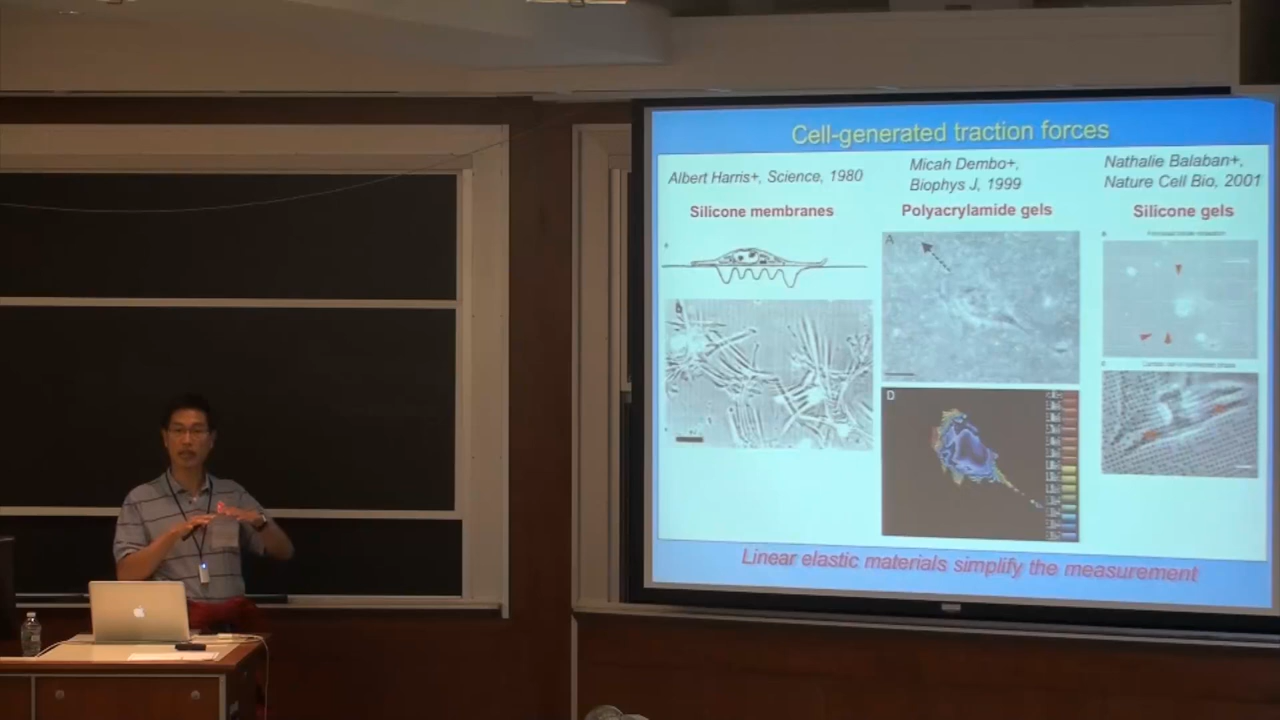 Cell-generated traction forces
Albert Harris+, Science, 1980
Micah Dembo+,
Biophys J, 1999
Nathalie Balaban+,
Nature Cell Bio, 2001
Silicone membranes
Polyacrylamide gels
Silicone gels
A
D
Linear elastic materials simplify the measurement